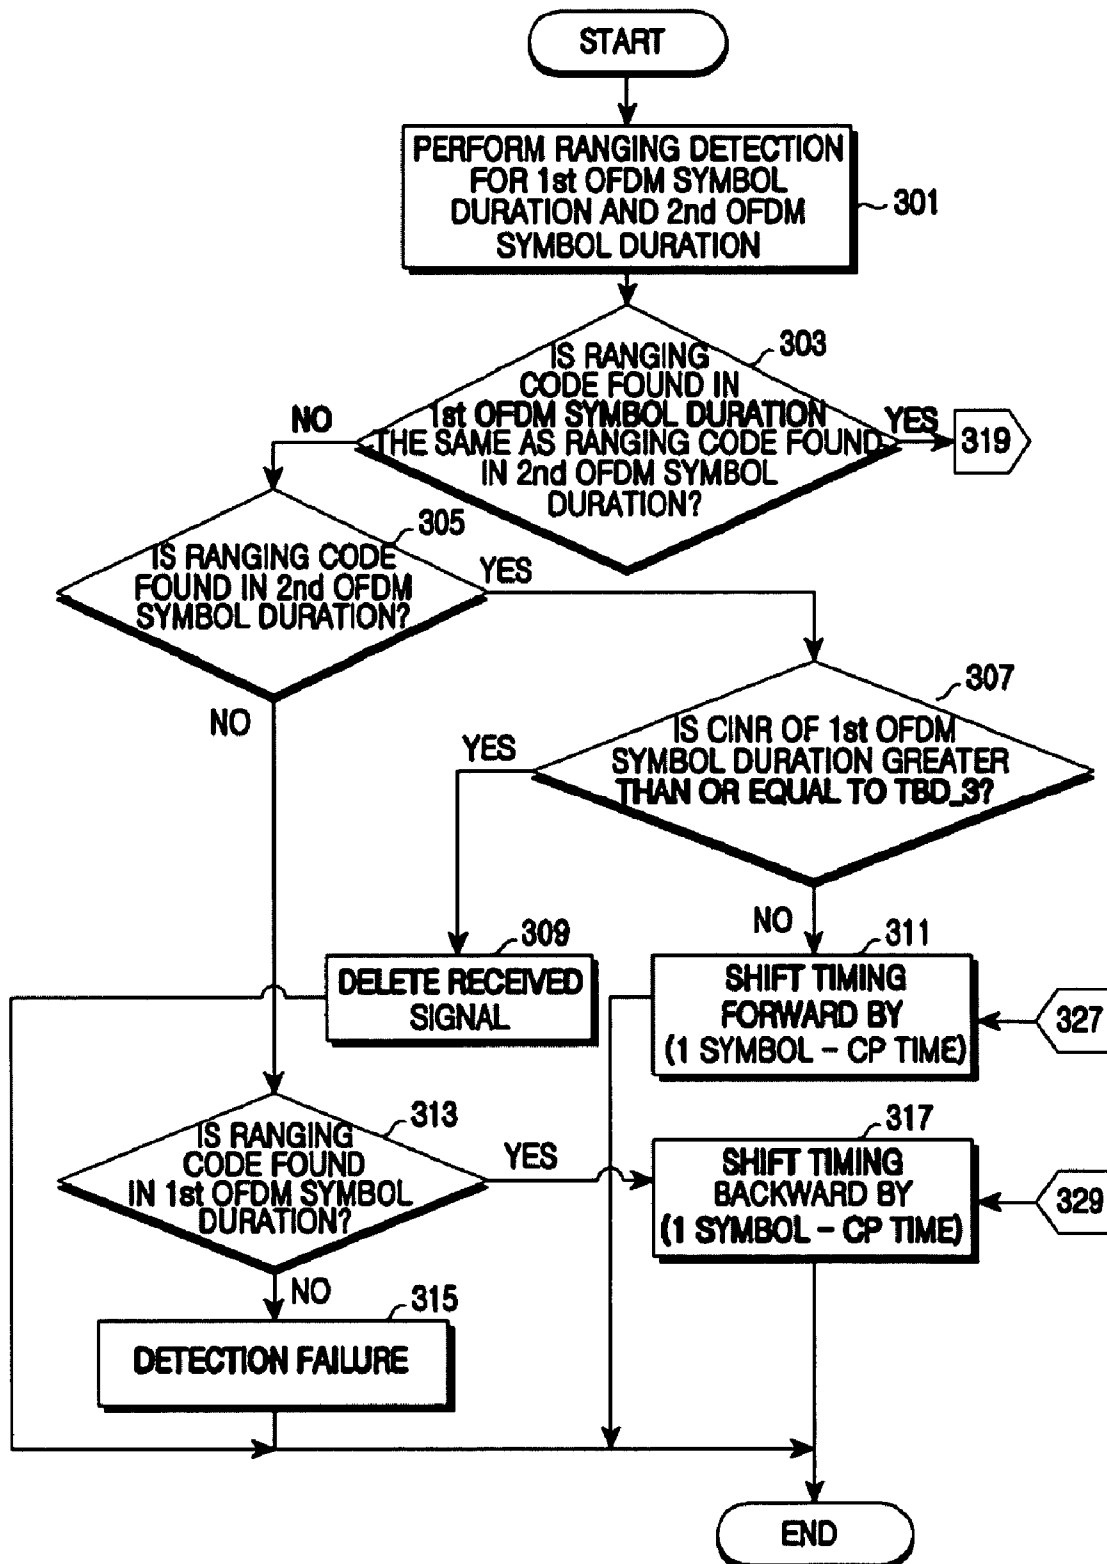 START
PERFORM RANGING DETECTION
FOR 1st OFDM SYMBOL
DURATION AND 2nd OFDM
SYMBOL DURATION
301
303
IS RANGING
CODE FOUND IN
1st OFDM SYMBOL DURATION
THE SAME AS RANGING CODE FOUND
IN 2nd OFDM SYMBOL
DURATION?
NO
YES
319
305
IS RANGING CODE
FOUND IN 2nd OFDM
SYMBOL DURATION?
YES
NO
307
IS CINR OF 1st OFDM
SYMBOL DURATION GREATER
THAN OR EQUAL TO TBD_3?
YES
NO
309
DELETE RECEIVED
SIGNAL
311
SHIFT TIMING
FORWARD BY
(1 SYMBOL - CP TIME)
327
313
IS RANGING
CODE FOUND
IN 1st OFDM SYMBOL
DURATION?
YES
NO
317
SHIFT TIMING
BACKWARD BY
(1 SYMBOL - CP TIME)
329
315
DETECTION FAILURE
END